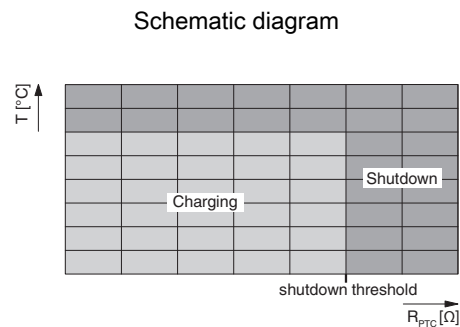 Schematic diagram
T [°C]
Shutdown
Charging
shutdown threshold
R_PTC [Ω]